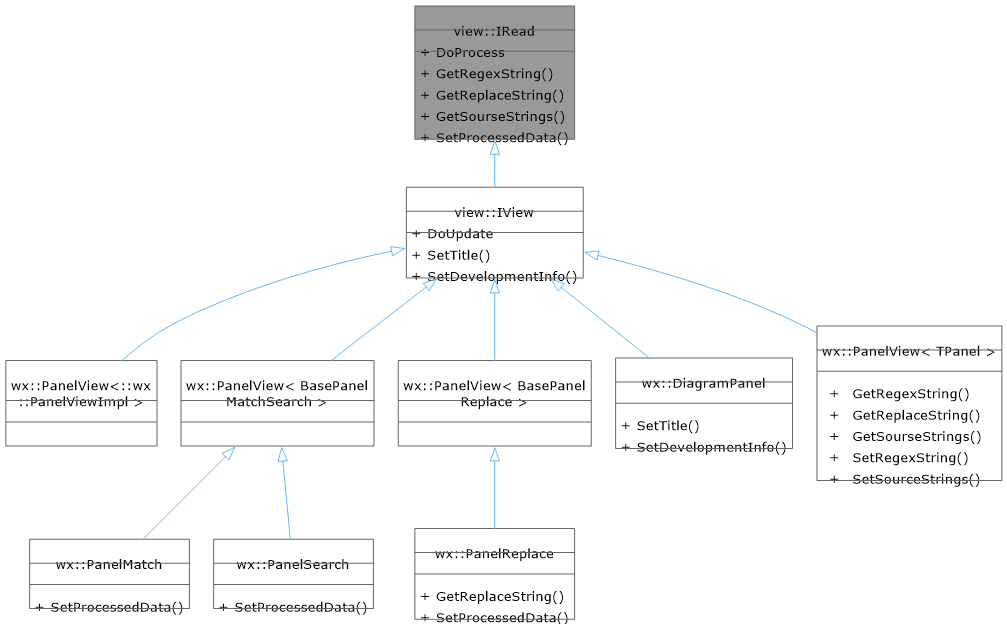 view::IRead
+ DoProcess
+ GetRegexString()
+ GetReplaceString()
+ GetSourseStrings()
+ SetProcessedData()
view::IView
+ DoUpdate
+ SetTitle()
+ SetDevelopmentInfo()
wx::PanelView<::wx
::PanelViewImpl >
wx::PanelView< BasePanel
MatchSearch >
wx::PanelView< BasePanel
Replace >
wx::DiagramPanel
+ SetTitle()
+ SetDevelopmentInfo()
wx::PanelView< TPanel >
+ GetRegexString()
+ GetReplaceString()
+ GetSourseStrings()
+ SetRegexString()
+ SetSourceStrings()
wx::PanelMatch
+ SetProcessedData()
wx::PanelSearch
+ SetProcessedData()
wx::PanelReplace
+ GetReplaceString()
+ SetProcessedData()